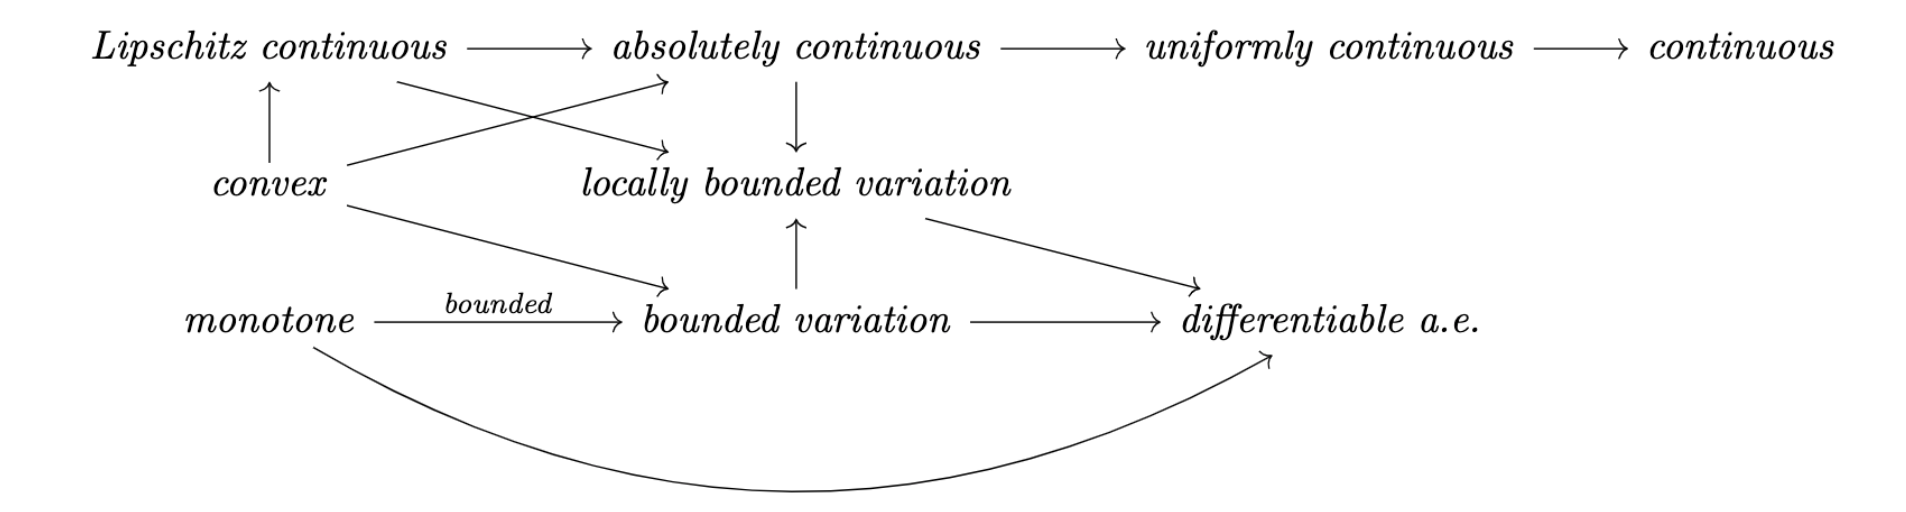 Lipschitz continuous absolutely continuous uniformly continuous continuous
convex locally bounded variation
bounded
monotone bounded variation differentiable a.e.